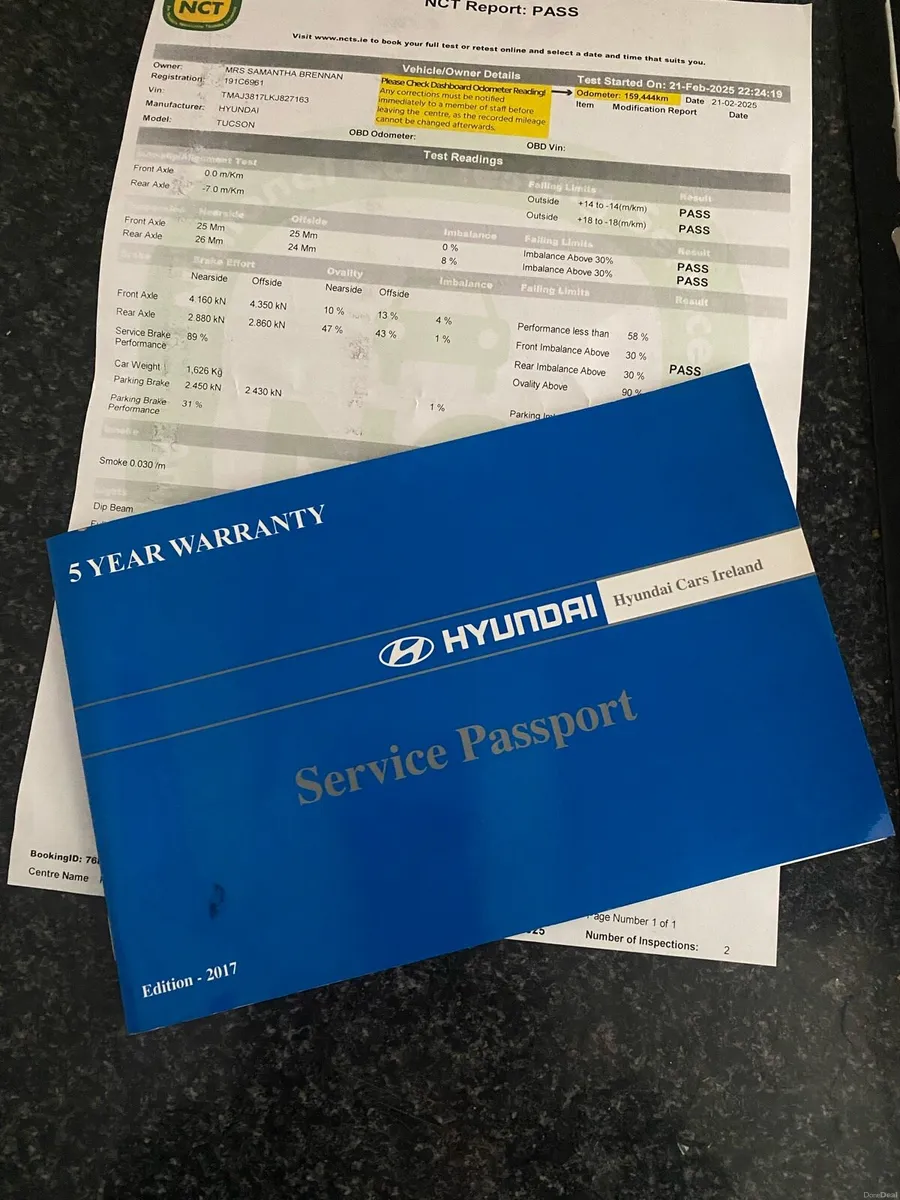 NCT
NCT Report: PASS
Visit www.ncts.ie to book your full test or retest online and select a date and time that suits you.
Vehicle/Owner Details
Owner: MRS SAMANTHA BRENNAN
Registration: 191C6961
Vin: TMAJ3817LKJ827163
Manufacturer: HYUNDAI
Model: TUCSON
Please Check Dashboard Odometer Reading!
Any corrections must be notified
immediately to a member of staff before
leaving the centre, as the recorded mileage
cannot be changed afterwards.
Test Started On: 21-Feb-2025 22:24:19
Odometer: 159,444km Date 21-02-2025
Item Modification Report Date
OBD Odometer: OBD Vin:
Test Readings
Alignment Test Failing Limits Result
Front Axle 0.0 m/Km Outside +14 to -14(m/km) PASS
Rear Axle -7.0 m/Km Outside +18 to -18(m/km) PASS
Nearside Offside Imbalance Failing Limits Result
Front Axle 25 Mm 25 Mm 0 % Imbalance Above 30% PASS
Rear Axle 26 Mm 24 Mm 8 % Imbalance Above 30% PASS
Brake Effort Ovality Imbalance Failing Limits Result
Nearside Offside Nearside Offside
Front Axle 4.160 kN 4.350 kN 10 % 13 % 4 % Performance less than 58 %
Rear Axle 2.880 kN 2.860 kN 47 % 43 % 1 % Front Imbalance Above 30 %
Service Brake Performance 89 % Rear Imbalance Above 30 % PASS
Car Weight 1,626 Kg Ovality Above 90 %
Parking Brake 2.450 kN 2.430 kN
Parking Brake Performance 31 % 1 % Parking
Smoke 0.030 /m
Dip Beam
5 YEAR WARRANTY
HYUNDAI Hyundai Cars Ireland
Service Passport
Edition - 2017
BookingID:
Centre Name
Page Number 1 of 1
Number of Inspections: 2
DoneDeal